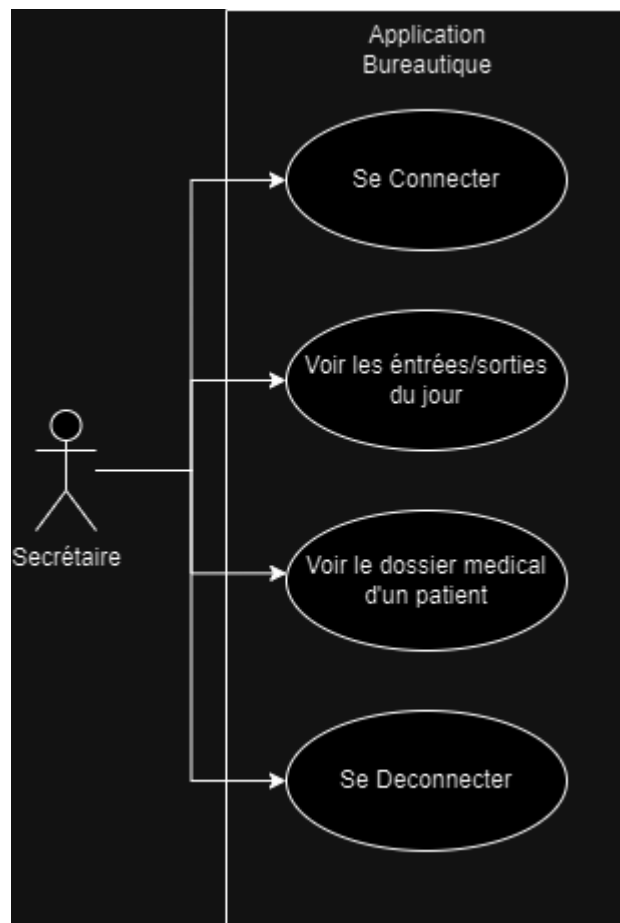 Application
Bureautique
Se Connecter
Voir les éntrées/sorties
du jour
Secrétaire
Voir le dossier medical
d'un patient
Se Deconnecter